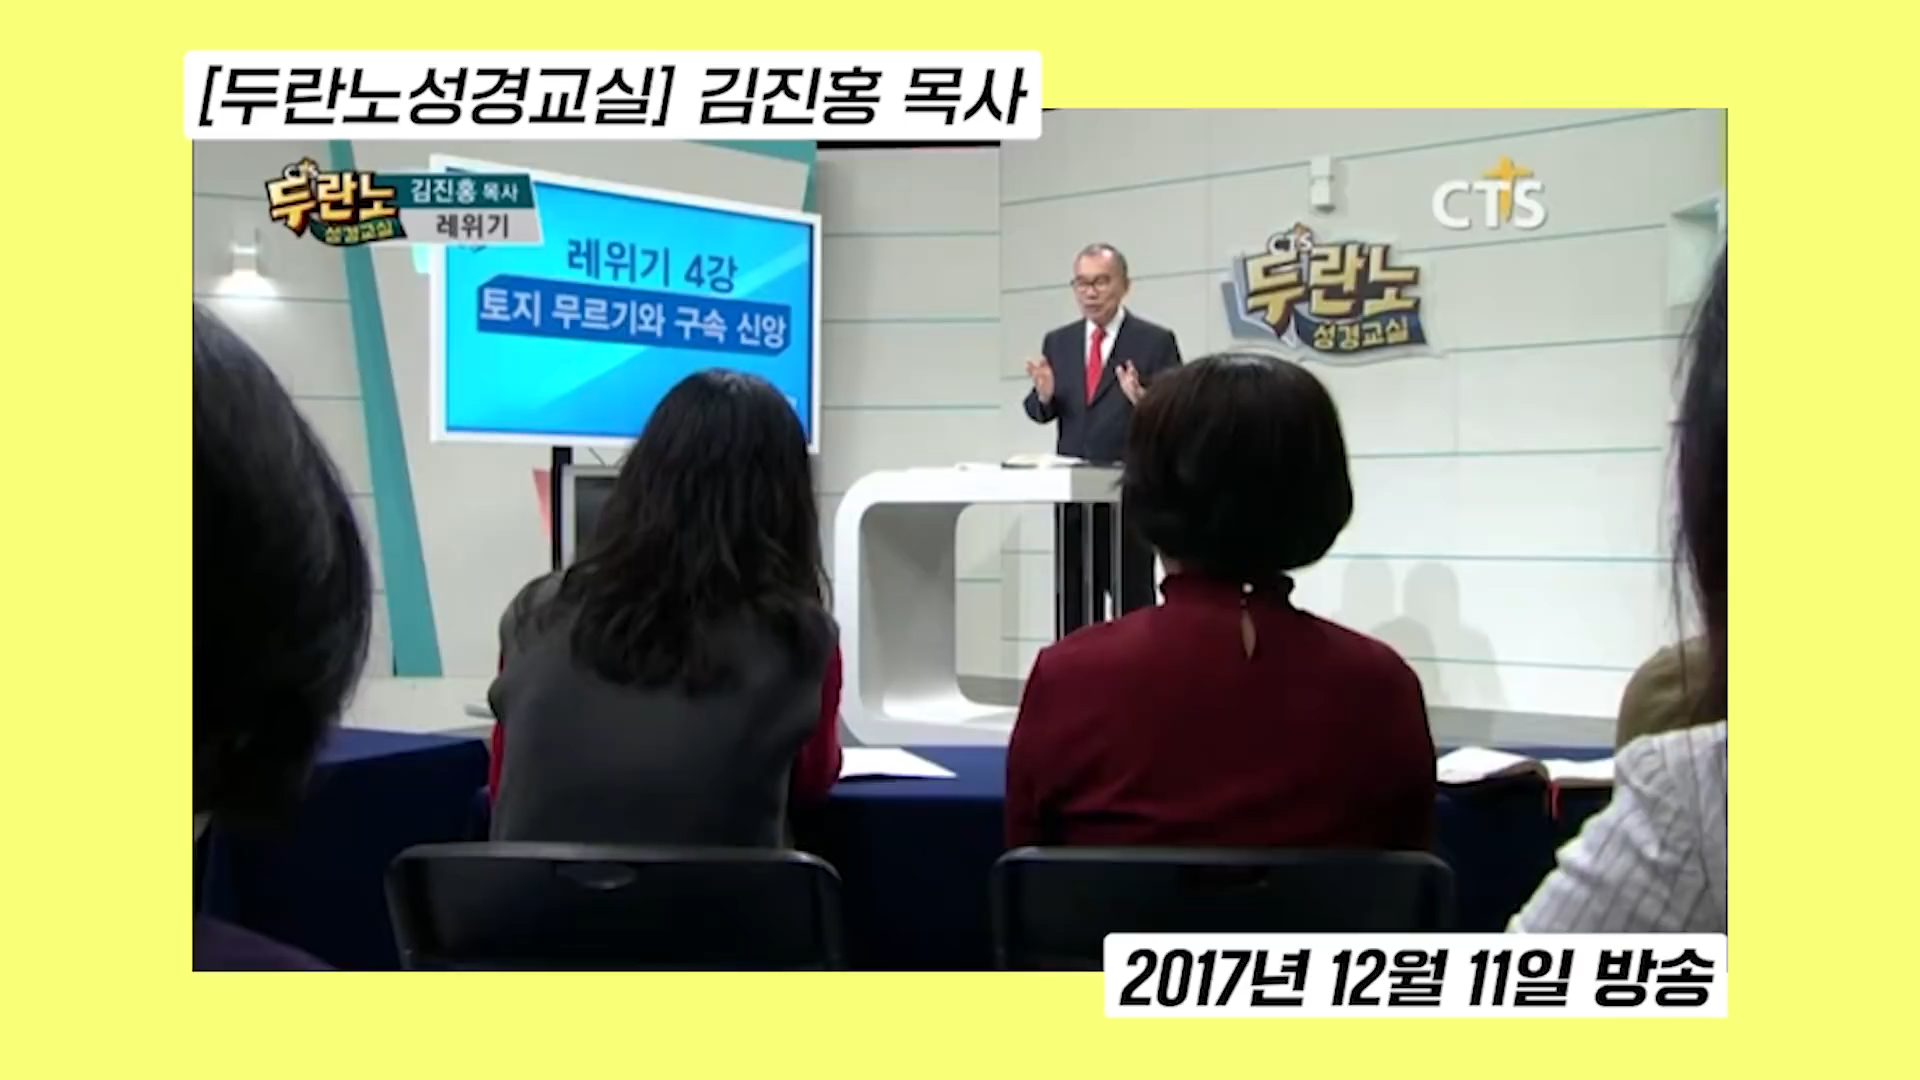 [두란노성경교실] 김진홍 목사
CTS
두란노
성경교실
김진홍 목사
레위기
레위기 4강
토지 무르기와 구속 신앙
CTS
CTS
두란노
성경교실
2017년 12월 11일 방송